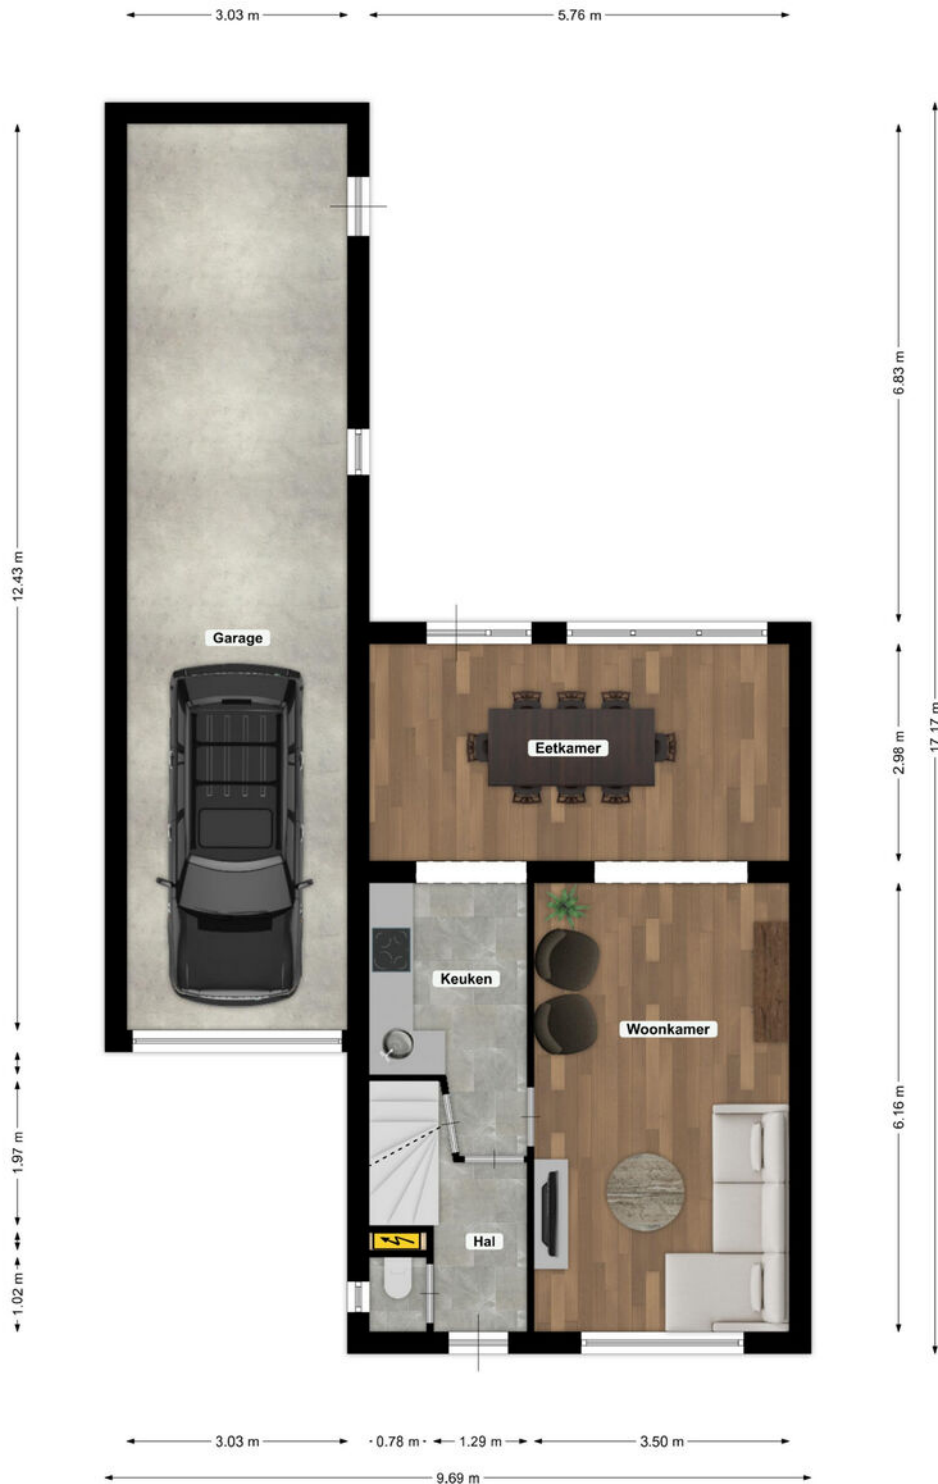 3.03 m
5.76 m
12.43 m
6.83 m
17.17 m
Garage
Eetkamer
2.98 m
Keuken
Woonkamer
6.16 m
1.97 m
Hal
1.02 m
3.03 m
0.78 m
1.29 m
3.50 m
9.69 m